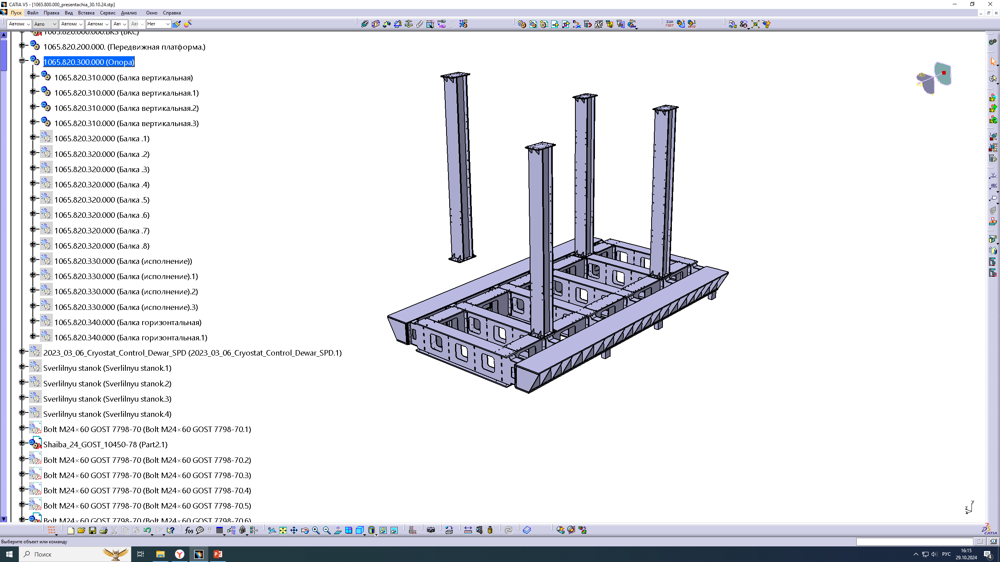 CATIA V5 - [1065.800.000_presentachia_30.10.24.stp]
Пуск Файл Правка Вид Вставка Сервис Анализ Окно Справка
Автома Авто Автома Автома Авт Авт Нет
IGA ГОСТ АВТО
1065.820.000.000.ВКS (ВКС)
1065.820.200.000. (Передвижная платформа.)
1065.820.300.000 (Опора)
1065.820.310.000 (Балка вертикальная)
1065.820.310.000 (Балка вертикальная.1)
1065.820.310.000 (Балка вертикальная.2)
1065.820.310.000 (Балка вертикальная.3)
1065.820.320.000 (Балка .1)
1065.820.320.000 (Балка .2)
1065.820.320.000 (Балка .3)
1065.820.320.000 (Балка .4)
1065.820.320.000 (Балка .5)
1065.820.320.000 (Балка .6)
1065.820.320.000 (Балка .7)
1065.820.320.000 (Балка .8)
1065.820.330.000 (Балка (исполнение))
1065.820.330.000 (Балка (исполнение).1)
1065.820.330.000 (Балка (исполнение).2)
1065.820.330.000 (Балка (исполнение).3)
1065.820.340.000 (Балка горизонтальная)
1065.820.340.000 (Балка горизонтальная.1)
2023_03_06_Cryostat_Control_Dewar_SPD (2023_03_06_Cryostat_Control_Dewar_SPD.1)
Sverlilnyu stanok (Sverlilnyu stanok.1)
Sverlilnyu stanok (Sverlilnyu stanok.2)
Sverlilnyu stanok (Sverlilnyu stanok.3)
Sverlilnyu stanok (Sverlilnyu stanok.4)
Bolt M24×60 GOST 7798-70 (Bolt M24×60 GOST 7798-70.1)
Shaiba_24_GOST_10450-78 (Part2.1)
Bolt M24×60 GOST 7798-70 (Bolt M24×60 GOST 7798-70.2)
Bolt M24×60 GOST 7798-70 (Bolt M24×60 GOST 7798-70.3)
Bolt M24×60 GOST 7798-70 (Bolt M24×60 GOST 7798-70.4)
Bolt M24×60 GOST 7798-70 (Bolt M24×60 GOST 7798-70.5)
Bolt M24×60 GOST 7798-70 (Bolt M24×60 GOST 7798-70.6)
ABC
y
z
x
f(x)
CATIA
Выберите объект или команду
Поиск
РУС
16:15
29.10.2024
4